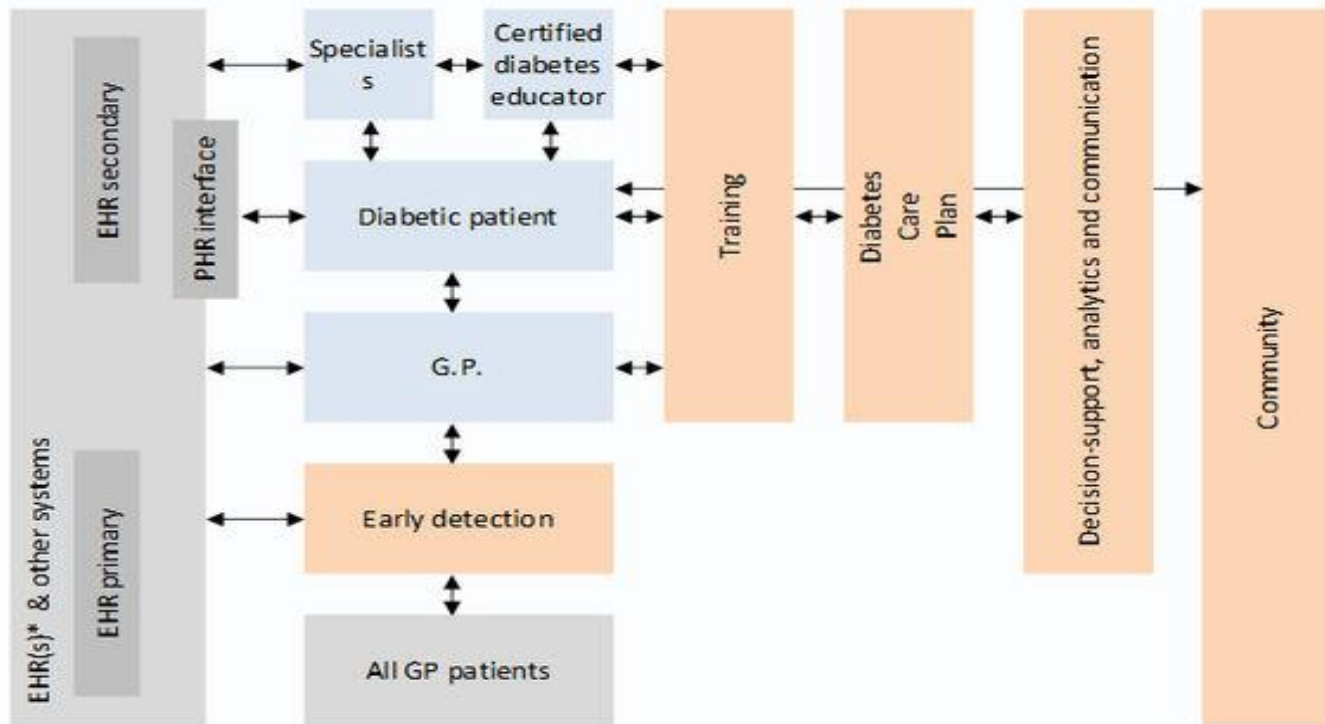 EHR(s)* & other systems
EHR secondary
PHR interface
EHR primary
Specialist
s
Certified
diabetes
educator
Diabetic patient
G.P.
Early detection
All GP patients
Training
Diabetes
Care
Plan
Decision-support, analytics and communication
Community